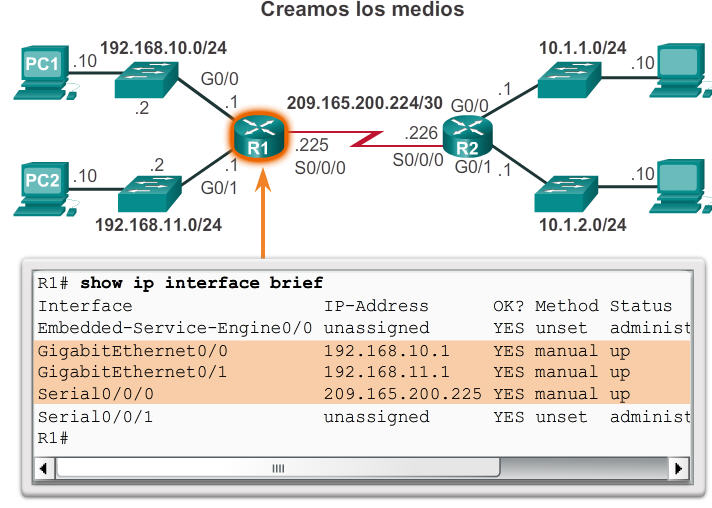 Creamos los medios
192.168.10.0/24
10.1.1.0/24
PC1
.10
G0/0
.2
.1
209.165.200.224/30
G0/0
.1
.10
R1
.225
S0/0/0
.226
S0/0/0
R2
G0/1
.1
G0/1
.1
.2
PC2
.10
192.168.11.0/24
.10
10.1.2.0/24
R1# show ip interface brief
Interface IP-Address OK? Method Status
Embedded-Service-Engine0/0 unassigned YES unset administ
GigabitEthernet0/0 192.168.10.1 YES manual up
GigabitEthernet0/1 192.168.11.1 YES manual up
Serial0/0/0 209.165.200.225 YES manual up
Serial0/0/1 unassigned YES unset administ
R1#